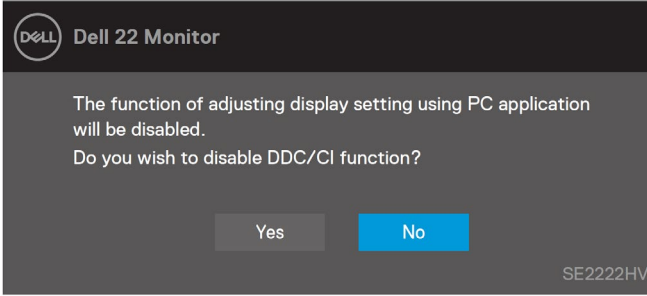 DELL Dell 22 Monitor
The function of adjusting display setting using PC application
will be disabled.
Do you wish to disable DDC/CI function?
Yes No
SE2222HV